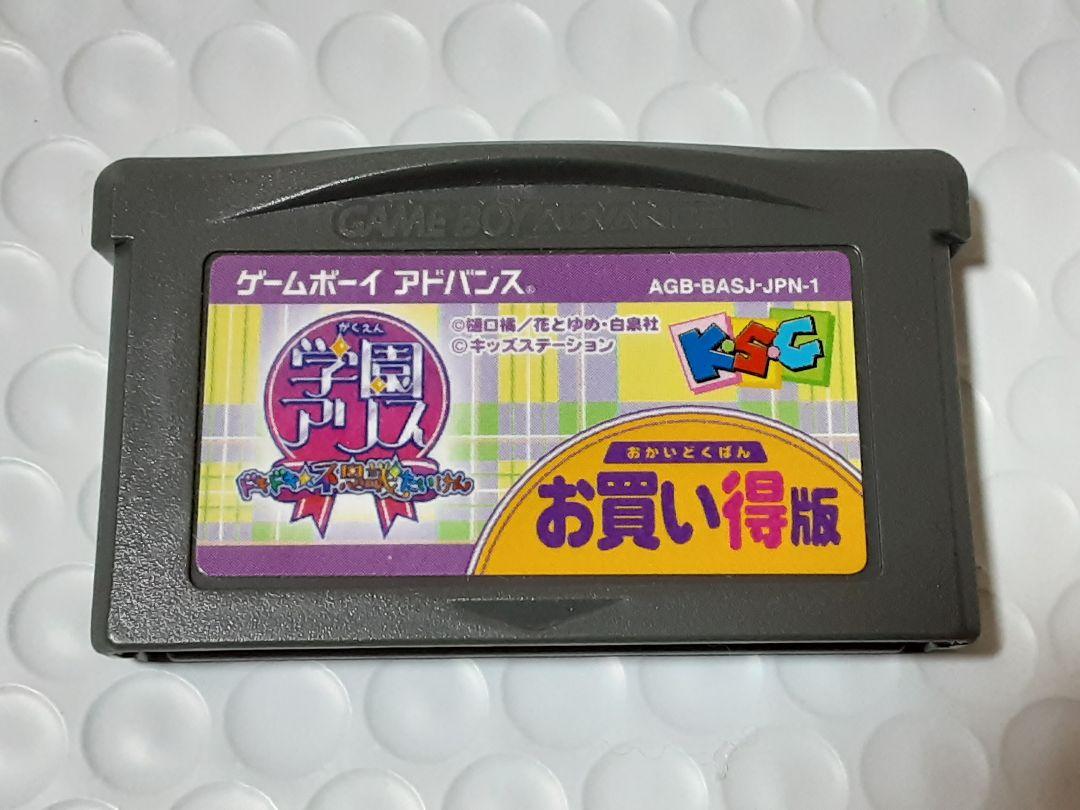 GAME BOY ADVANCE
ゲームボーイ アドバンス®
AGB-BASJ-JPN-1
©樋口橘/花とゆめ・白泉社
©キッズステーション
K・S・C
がくえん
学園
アリス
ドキドキ☆不思議たいけん
おかいどくばん
お買い得版